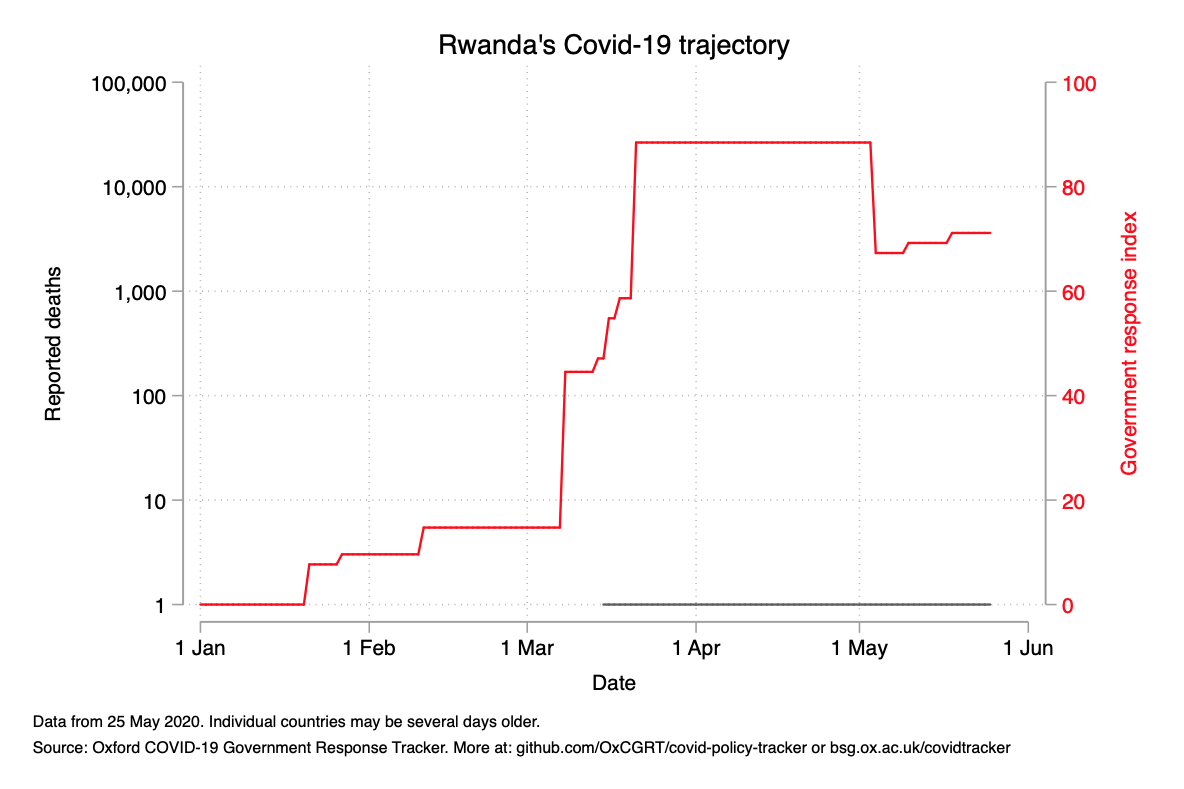 Rwanda's Covid-19 trajectory
100,000
10,000
1,000
100
10
1
Reported deaths
100
80
60
40
20
0
Government response index
1 Jan
1 Feb
1 Mar
1 Apr
1 May
1 Jun
Date
Data from 25 May 2020. Individual countries may be several days older.
Source: Oxford COVID-19 Government Response Tracker. More at: github.com/OxCGRT/covid-policy-tracker or bsg.ox.ac.uk/covidtracker